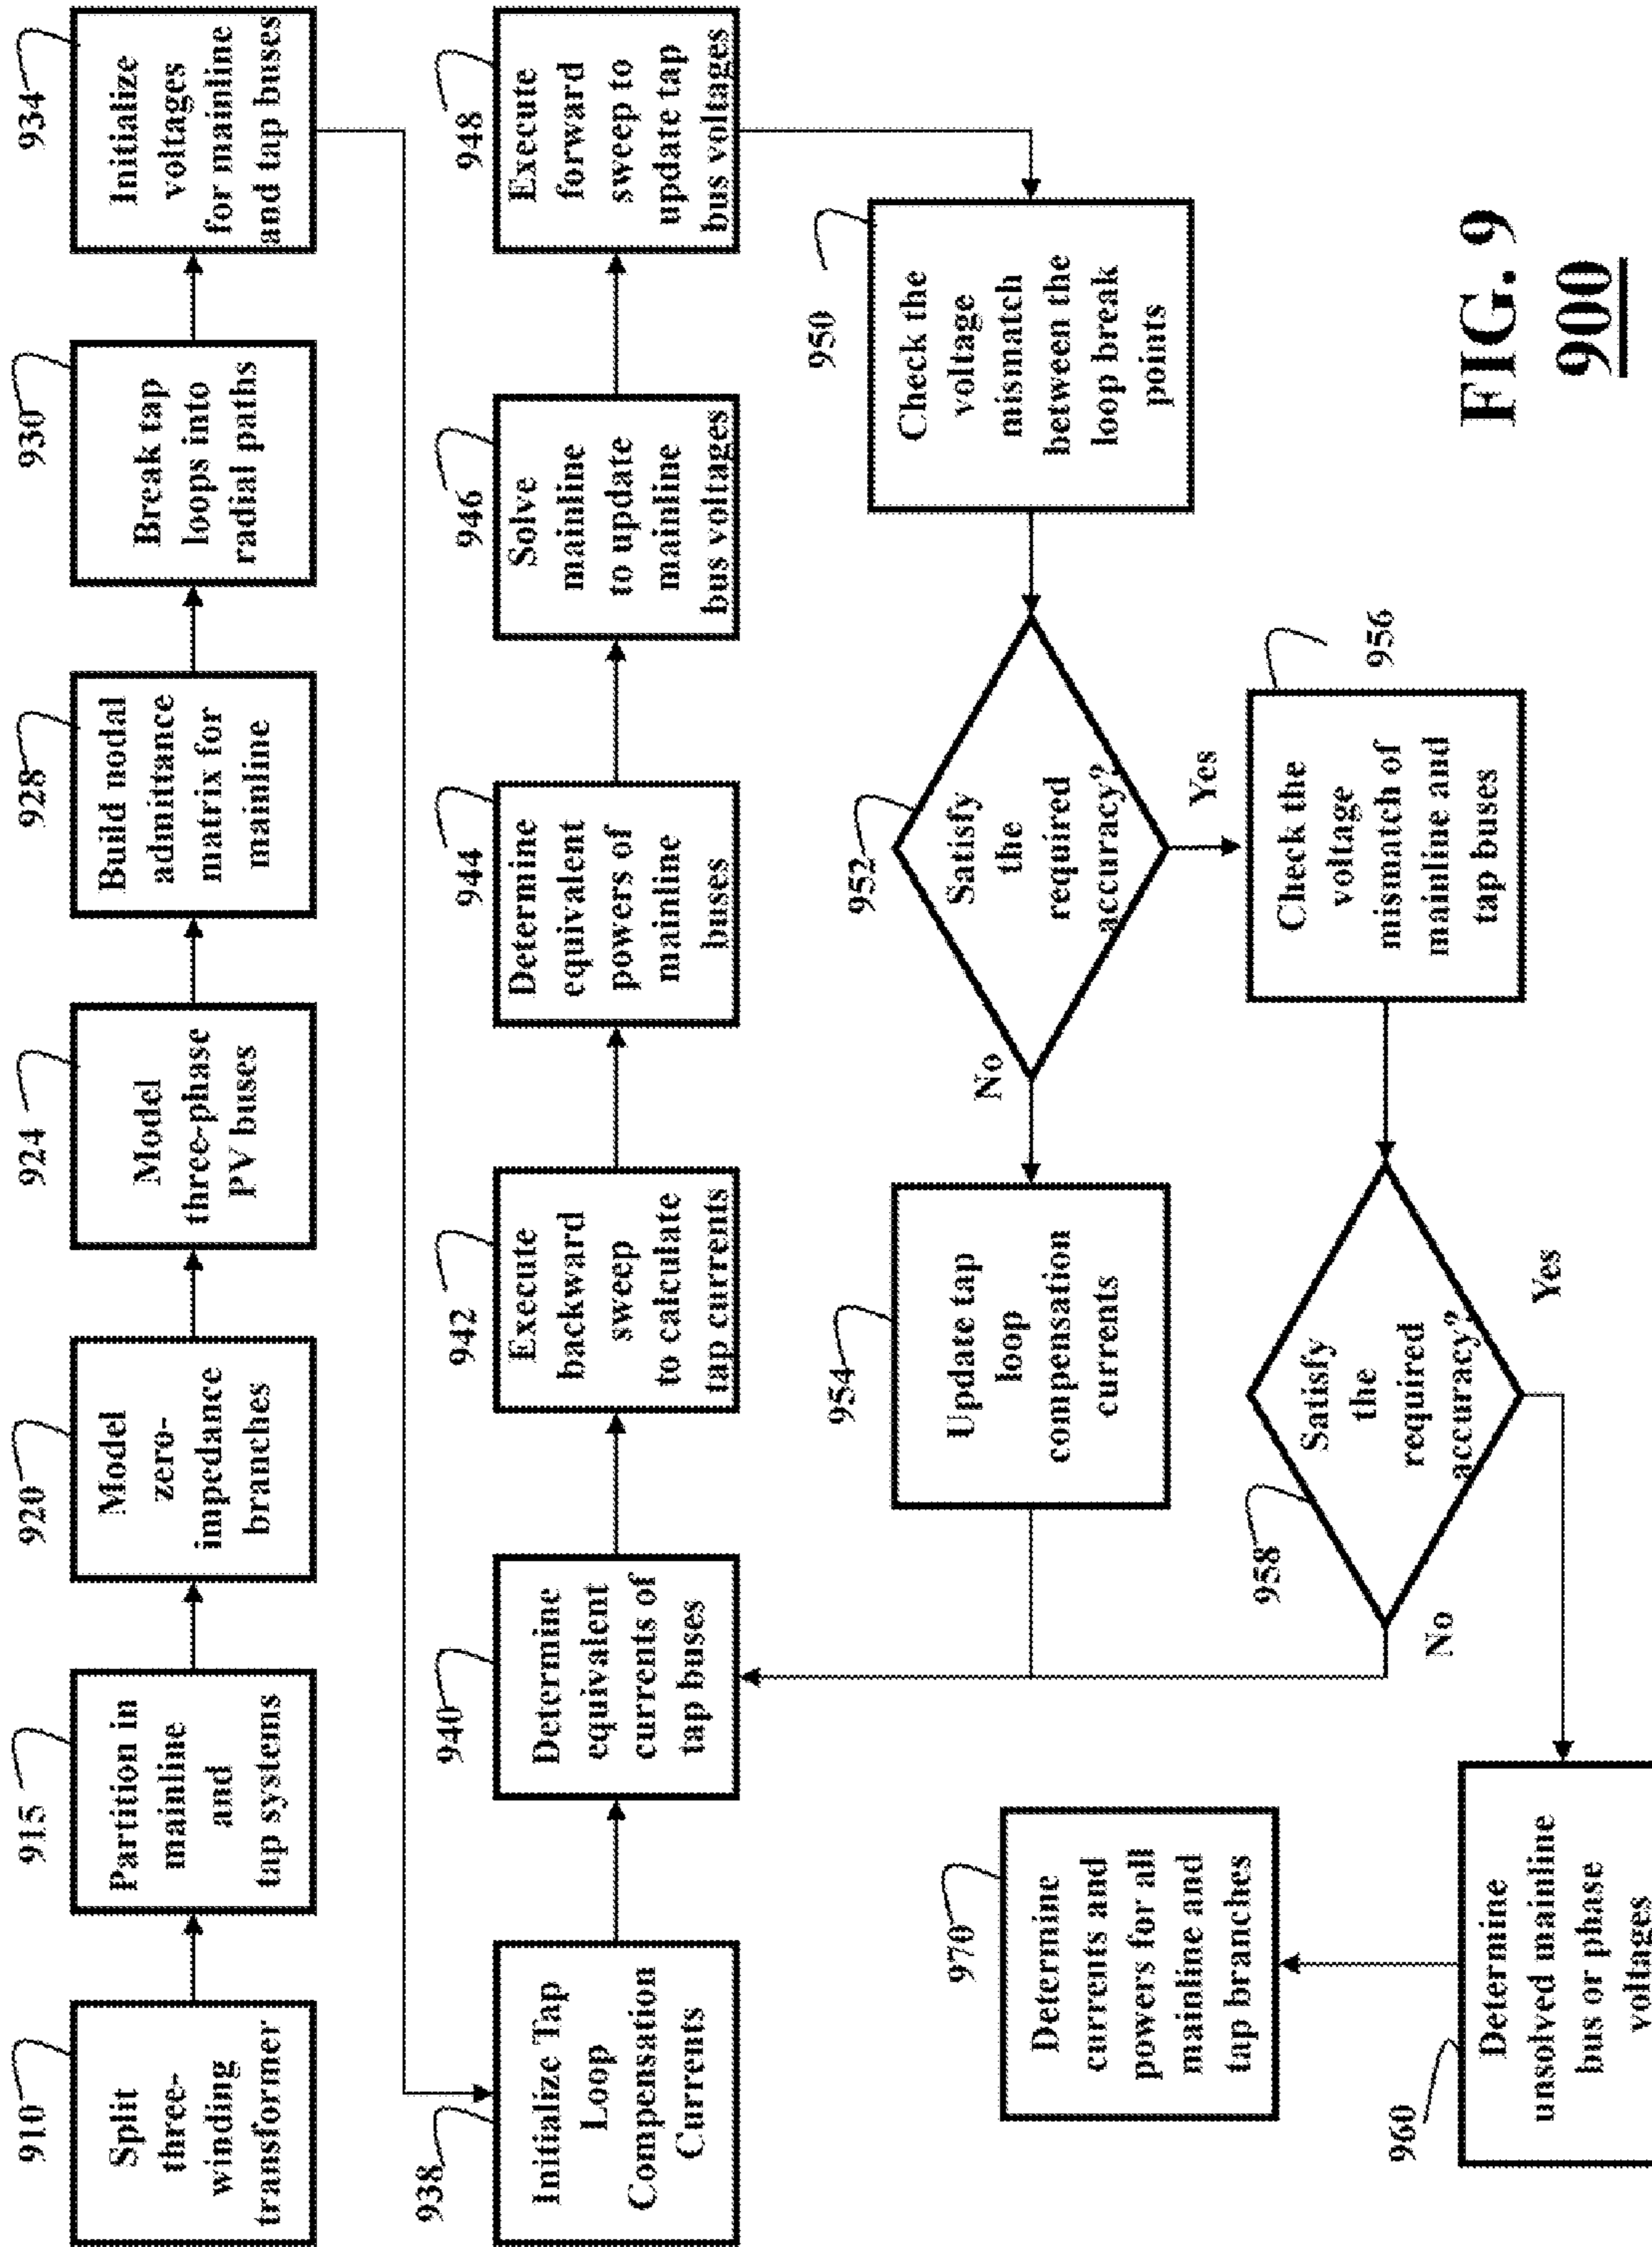 910
Split
three-
winding
transformer
915
Partition in
mainline
and
tap systems
920
Model
zero-
impedance
branches
924
Model
three-phase
PV buses
928
Build nodal
admittance
matrix for
mainline
930
Break tap
loops into
radial paths
934
Initialize
voltages
for mainline
and tap buses
938
Initialize Tap
Loop
Compensation
Currents
940
Determine
equivalent
currents of
tap buses
942
Execute
backward
sweep
to calculate
tap currents
944
Determine
equivalent
powers of
mainline
buses
946
Solve
mainline
to update
mainline
bus voltages
948
Execute
forward
sweep to
update tap
bus voltages
950
Check the
voltage
mismatch
between the
loop break
points
952
Satisfy
the
required
accuracy?
No
Yes
954
Update tap
loop
compensation
currents
956
Check the
voltage
mismatch of
mainline and
tap buses
958
Satisfy
the
required
accuracy?
No
Yes
960
Determine
unsolved mainline
bus or phase
voltages
970
Determine
currents and
powers for all
mainline and
tap branches
FIG. 9
900